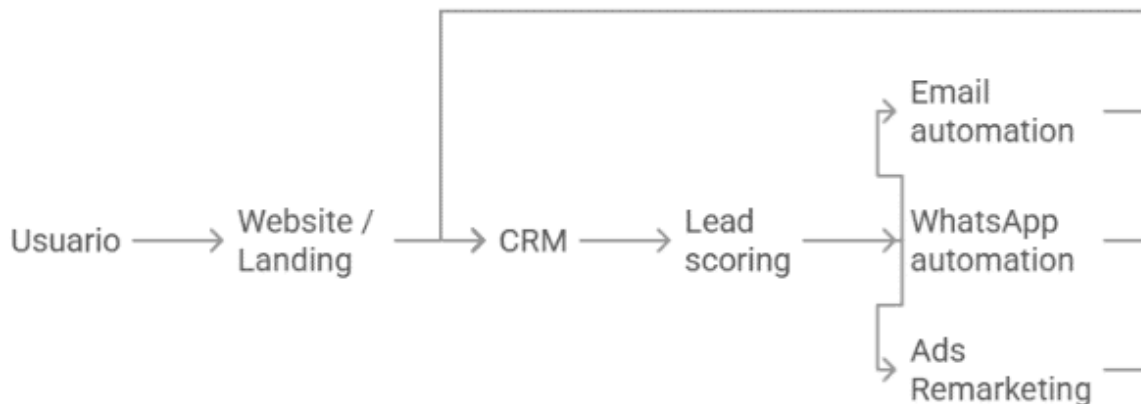 Usuario
Website /
Landing
CRM
Lead
scoring
Email
automation
WhatsApp
automation
Ads
Remarketing